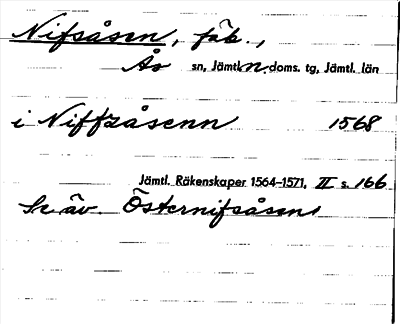 Nifsåsen, fäb.,
Ås sn, Jämtl. n. doms. tg, Jämtl. län
i Niffzåsenn 1568
Jämtl. Räkenskaper 1564–1571, II s. 166
Se äv. Östernifsåsen